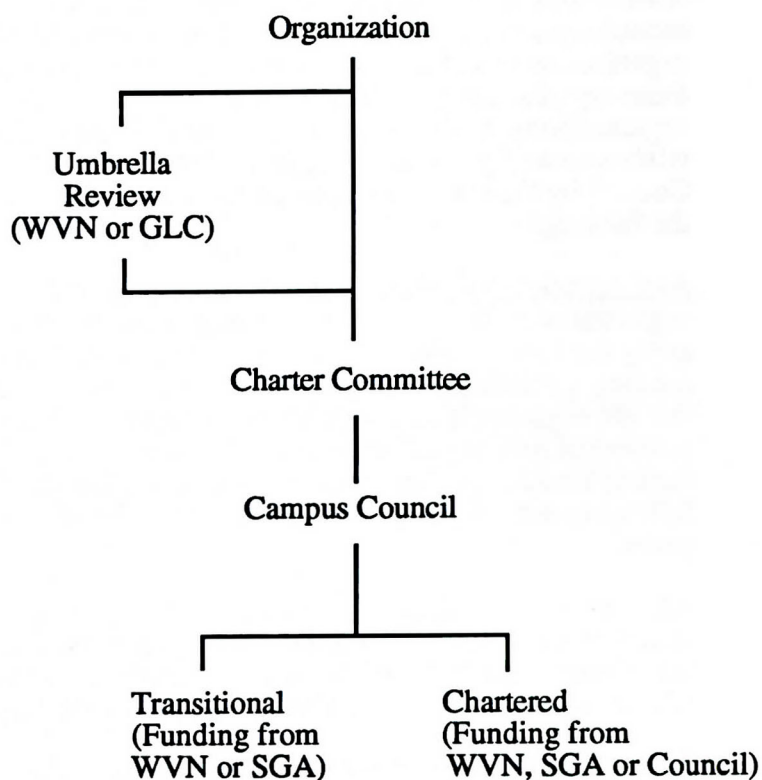 Organization
Umbrella
Review
(WVN or GLC)
Charter Committee
Campus Council
Transitional
(Funding from
WVN or SGA)
Chartered
(Funding from
WVN, SGA or Council)